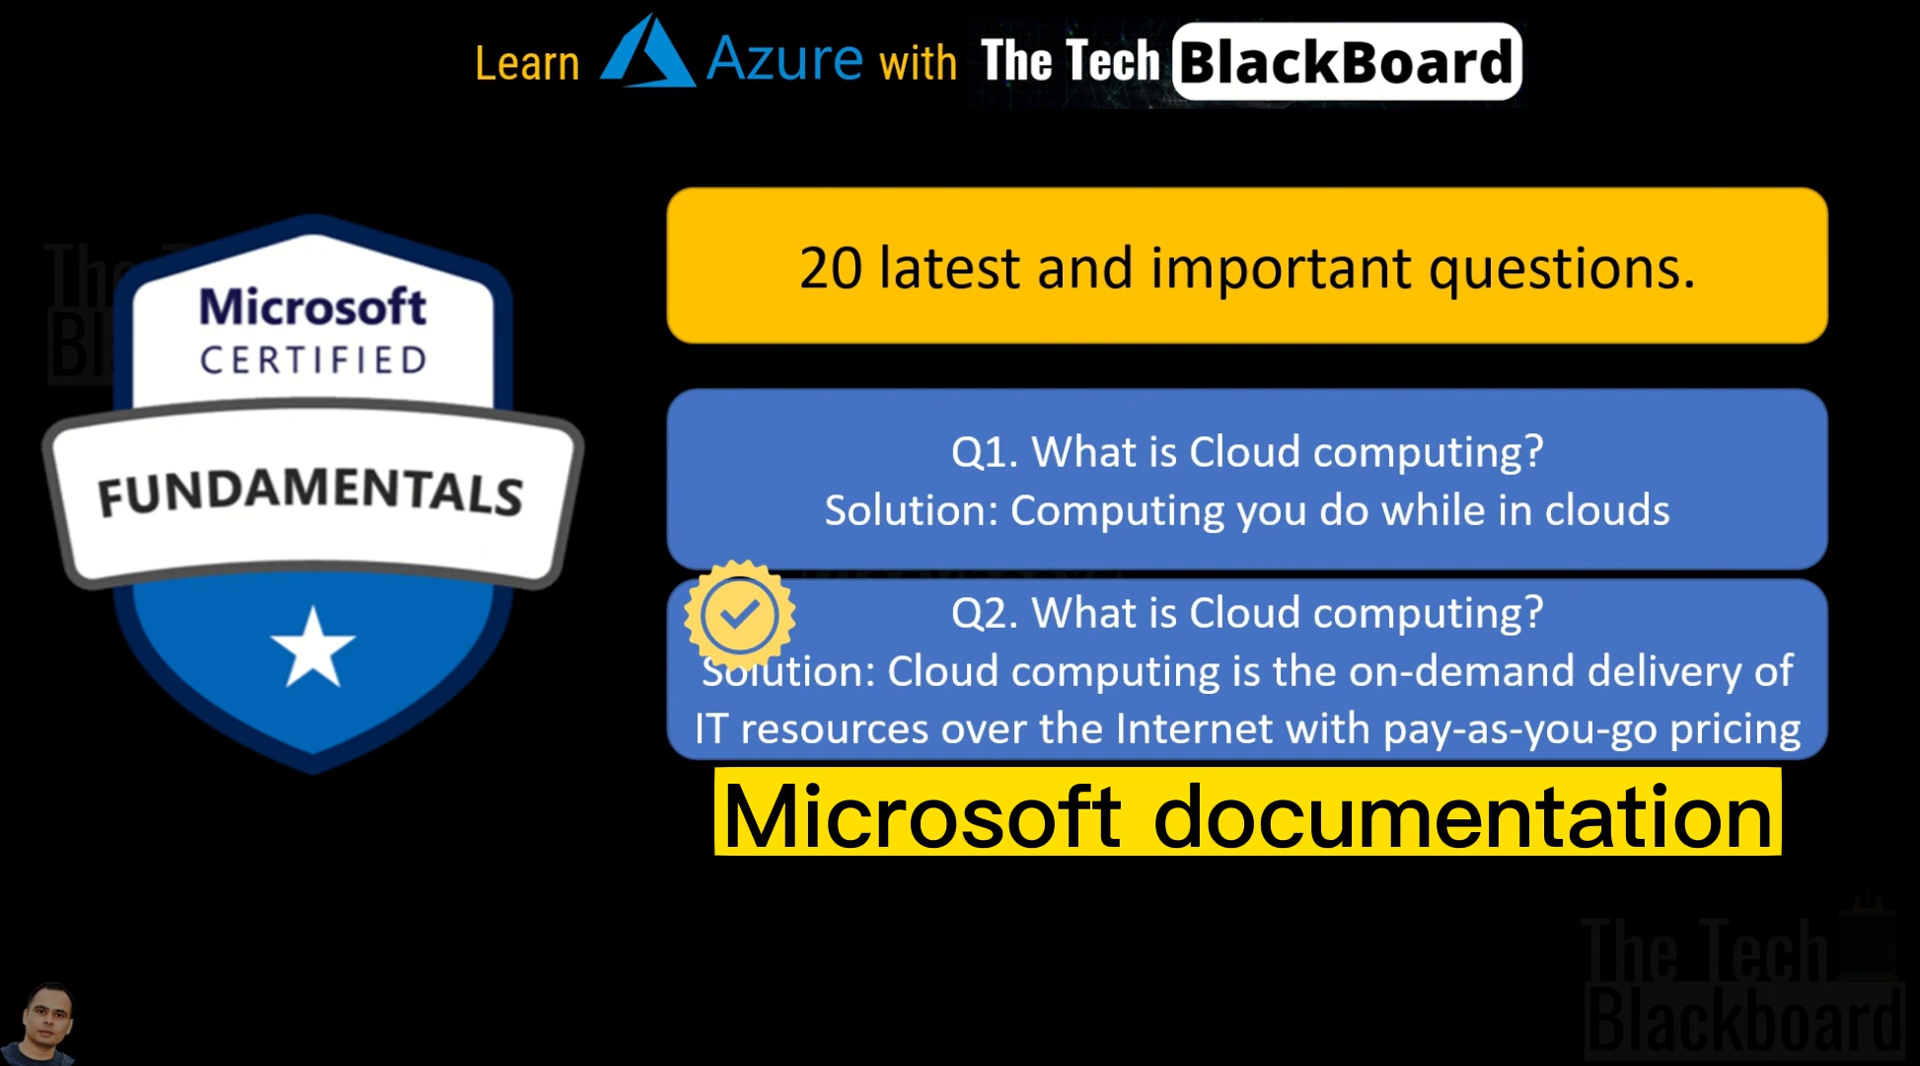 Learn Azure with The Tech BlackBoard
20 latest and important questions.
Microsoft
CERTIFIED
FUNDAMENTALS
Q1. What is Cloud computing?
Solution: Computing you do while in clouds
Q2. What is Cloud computing?
Solution: Cloud computing is the on-demand delivery of
IT resources over the Internet with pay-as-you-go pricing
Microsoft documentation
The Tech
Blackboard